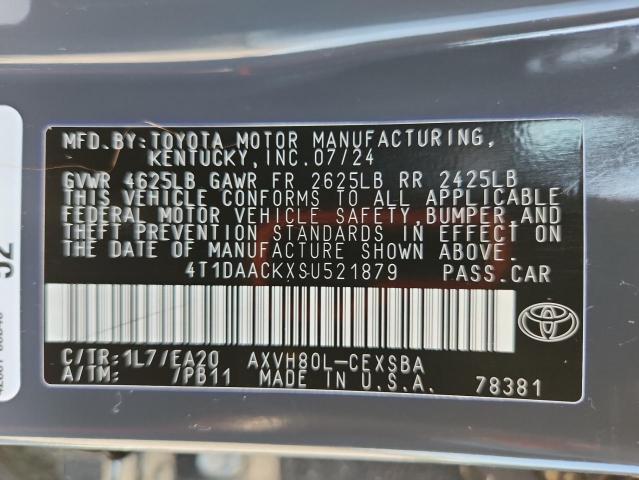 MFD.BY:TOYOTA MOTOR MANUFACTURING,
KENTUCKY, INC.07/24
GVWR 4625LB GAWR FR 2625LB RR 2425LB
THIS VEHICLE CONFORMS TO ALL APPLICABLE
FEDERAL MOTOR VEHICLE SAFETY, BUMPER AND
THEFT PREVENTION STANDARDS IN EFFECT ON
THE DATE OF MANUFACTURE SHOWN ABOVE.
4T1DAACKXSU521879 PASS.CAR
C/TR:1L7/EA20 AXVH80L-CEXSBA
A/TM: /PB11 MADE IN U.S.A. 78381
52